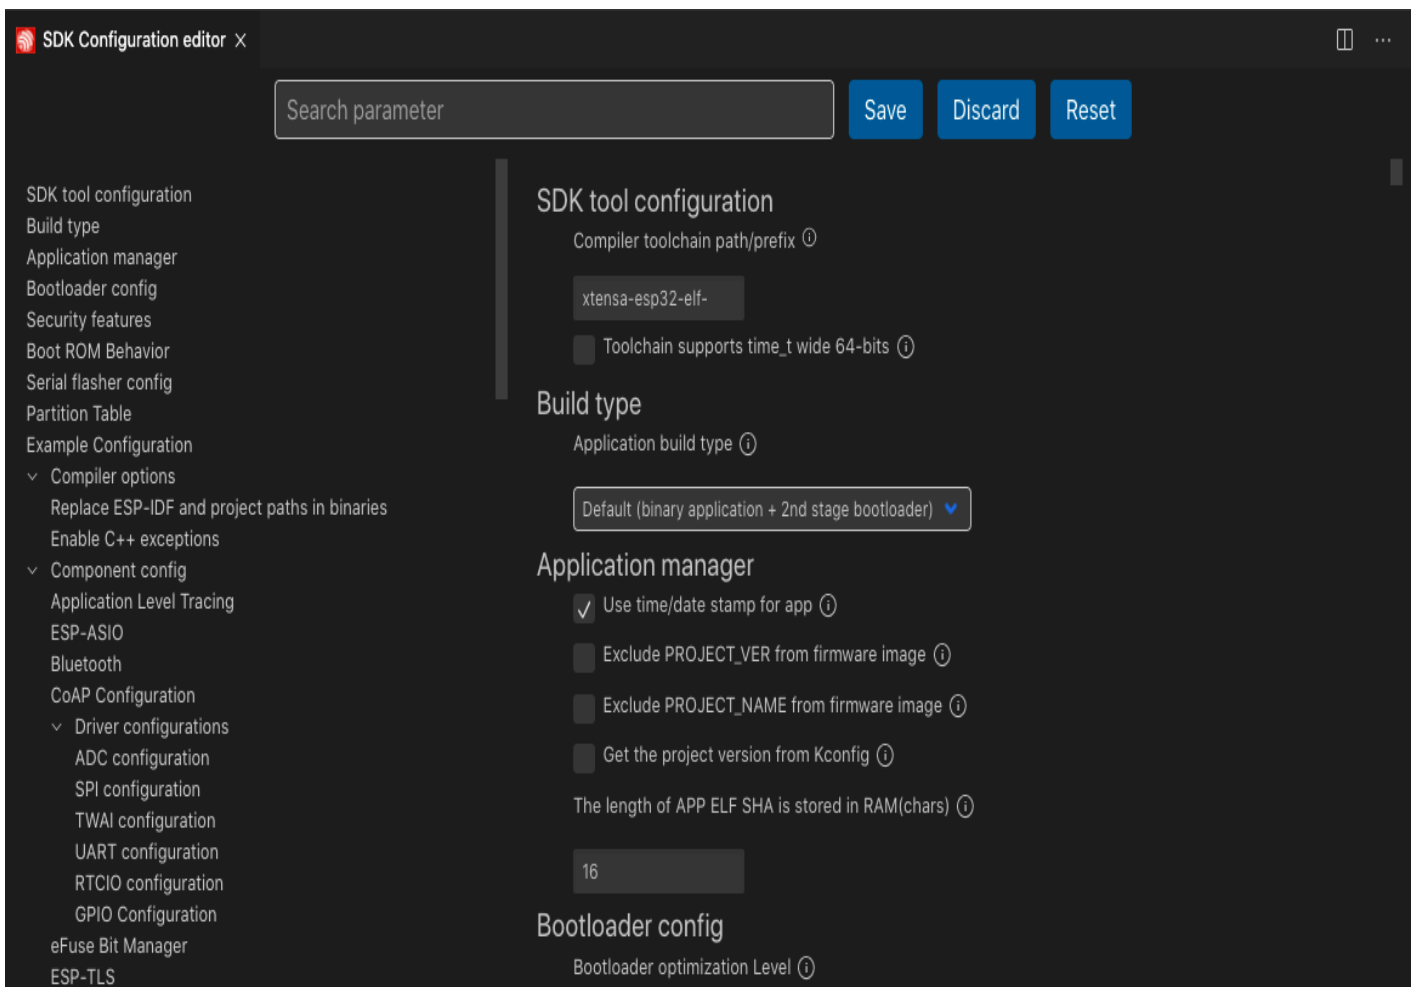 SDK Configuration editor
Search parameter
Save
Discard
Reset
SDK tool configuration
Build type
Application manager
Bootloader config
Security features
Boot ROM Behavior
Serial flasher config
Partition Table
Example Configuration
Compiler options
Replace ESP-IDF and project paths in binaries
Enable C++ exceptions
Component config
Application Level Tracing
ESP-ASIO
Bluetooth
CoAP Configuration
Driver configurations
ADC configuration
SPI configuration
TWAI configuration
UART configuration
RTCIO configuration
GPIO Configuration
eFuse Bit Manager
ESP-TLS
SDK tool configuration
Compiler toolchain path/prefix
xtensa-esp32-elf-
Toolchain supports time_t wide 64-bits
Build type
Application build type
Default (binary application + 2nd stage bootloader)
Application manager
Use time/date stamp for app
Exclude PROJECT_VER from firmware image
Exclude PROJECT_NAME from firmware image
Get the project version from Kconfig
The length of APP ELF SHA is stored in RAM(chars)
16
Bootloader config
Bootloader optimization Level